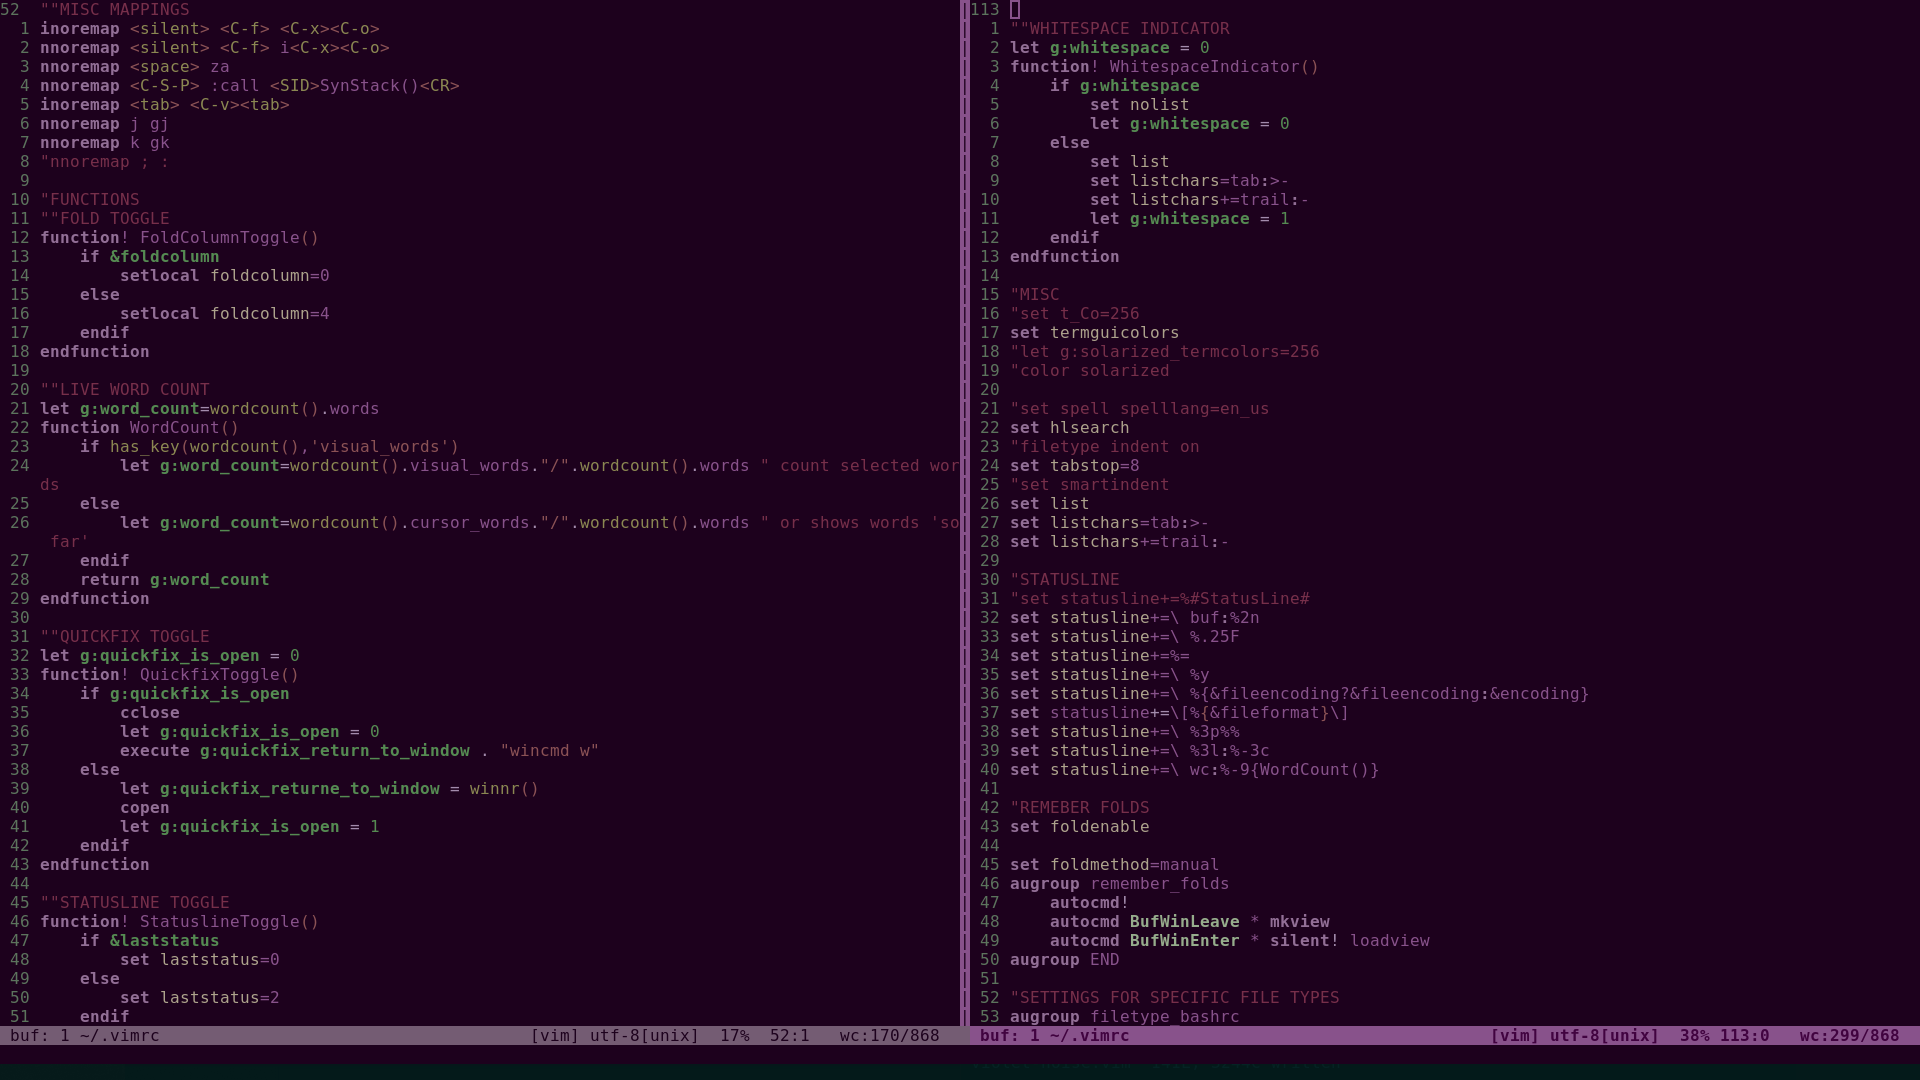 52  ""MISC MAPPINGS
  1 inoremap <silent> <C-f> <C-x><C-o>
  2 nnoremap <silent> <C-f> i<C-x><C-o>
  3 nnoremap <space> za
  4 nnoremap <C-S-P> :call <SID>SynStack()<CR>
  5 inoremap <tab> <C-v><tab>
  6 nnoremap j gj
  7 nnoremap k gk
  8 "nnoremap ; :
  9
 10 "FUNCTIONS
 11 ""FOLD TOGGLE
 12 function! FoldColumnToggle()
 13     if &foldcolumn
 14         setlocal foldcolumn=0
 15     else
 16         setlocal foldcolumn=4
 17     endif
 18 endfunction
 19
 20 ""LIVE WORD COUNT
 21 let g:word_count=wordcount().words
 22 function WordCount()
 23     if has_key(wordcount(),'visual_words')
 24         let g:word_count=wordcount().visual_words."/".wordcount().words " count selected wor
    ds
 25     else
 26         let g:word_count=wordcount().cursor_words."/".wordcount().words " or shows words 'so
     far'
 27     endif
 28     return g:word_count
 29 endfunction
 30
 31 ""QUICKFIX TOGGLE
 32 let g:quickfix_is_open = 0
 33 function! QuickfixToggle()
 34     if g:quickfix_is_open
 35         cclose
 36         let g:quickfix_is_open = 0
 37         execute g:quickfix_return_to_window . "wincmd w"
 38     else
 39         let g:quickfix_returne_to_window = winnr()
 40         copen
 41         let g:quickfix_is_open = 1
 42     endif
 43 endfunction
 44
 45 ""STATUSLINE TOGGLE
 46 function! StatuslineToggle()
 47     if &laststatus
 48         set laststatus=0
 49     else
 50         set laststatus=2
 51     endif
buf: 1 ~/.vimrc [vim] utf-8[unix]  17%  52:1   wc:170/868
113
  1 ""WHITESPACE INDICATOR
  2 let g:whitespace = 0
  3 function! WhitespaceIndicator()
  4     if g:whitespace
  5         set nolist
  6         let g:whitespace = 0
  7     else
  8         set list
  9         set listchars=tab:>-
 10         set listchars+=trail:-
 11         let g:whitespace = 1
 12     endif
 13 endfunction
 14
 15 "MISC
 16 "set t_Co=256
 17 set termguicolors
 18 "let g:solarized_termcolors=256
 19 "color solarized
 20
 21 "set spell spelllang=en_us
 22 set hlsearch
 23 "filetype indent on
 24 set tabstop=8
 25 "set smartindent
 26 set list
 27 set listchars=tab:>-
 28 set listchars+=trail:-
 29
 30 "STATUSLINE
 31 "set statusline+=%#StatusLine#
 32 set statusline+=\ buf:%2n
 33 set statusline+=\ %.25F
 34 set statusline+=%=
 35 set statusline+=\ %y
 36 set statusline+=\ %{&fileencoding?&fileencoding:&encoding}
 37 set statusline+=\[%{&fileformat}\]
 38 set statusline+=\ %3p%%
 39 set statusline+=\ %3l:%-3c
 40 set statusline+=\ wc:%-9{WordCount()}
 41
 42 "REMEBER FOLDS
 43 set foldenable
 44
 45 set foldmethod=manual
 46 augroup remember_folds
 47     autocmd!
 48     autocmd BufWinLeave * mkview
 49     autocmd BufWinEnter * silent! loadview
 50 augroup END
 51
 52 "SETTINGS FOR SPECIFIC FILE TYPES
 53 augroup filetype_bashrc
buf: 1 ~/.vimrc [vim] utf-8[unix]  38% 113:0   wc:299/868